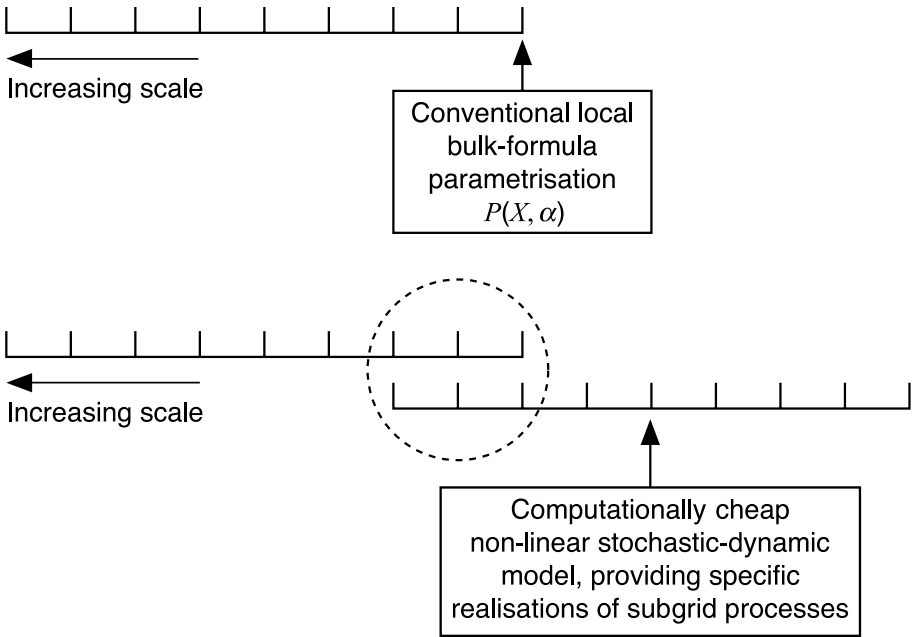 Increasing scale
Conventional local
bulk-formula
parametrisation
P(X, α)
Increasing scale
Computationally cheap
non-linear stochastic-dynamic
model, providing specific
realisations of subgrid processes